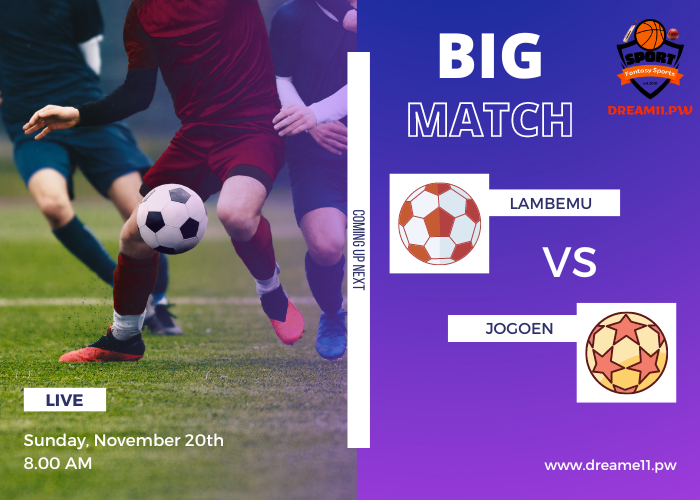 BIG
MATCH
SPORT
Fantasy Sports
DREAM11.PW
LAMBEMU
VS
JOGOEN
COMING UP NEXT
LIVE
Sunday, November 20th
8.00 AM
www.dreame11.pw